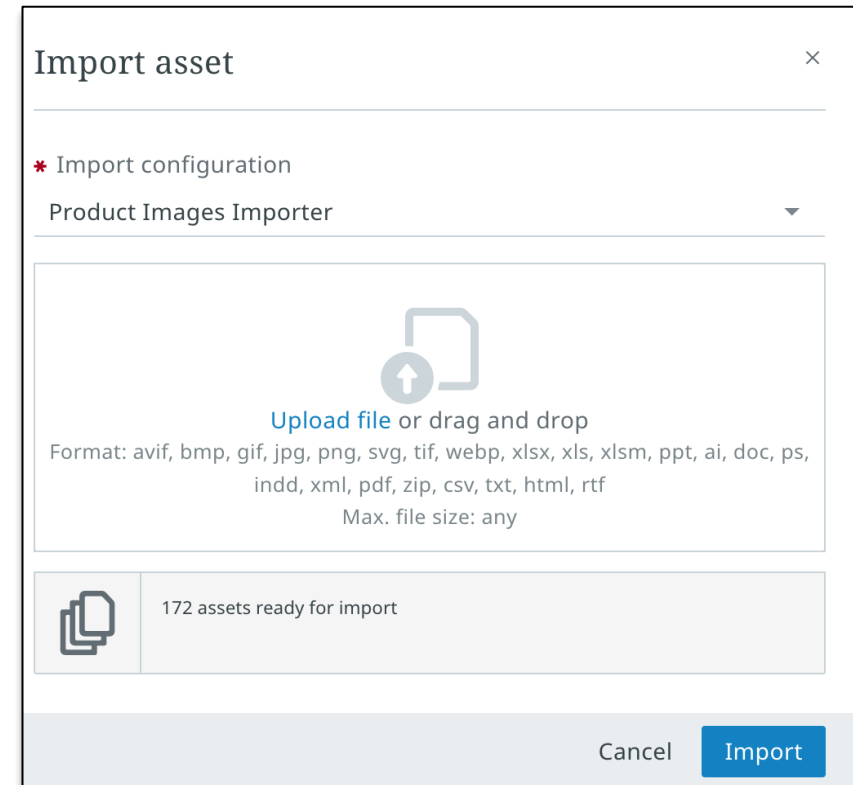 Import asset
* Import configuration
Product Images Importer
Upload file or drag and drop
Format: avif, bmp, gif, jpg, png, svg, tif, webp, xlsx, xls, xlsm, ppt, ai, doc, ps,
indd, xml, pdf, zip, csv, txt, html, rtf
Max. file size: any
172 assets ready for import
Cancel Import